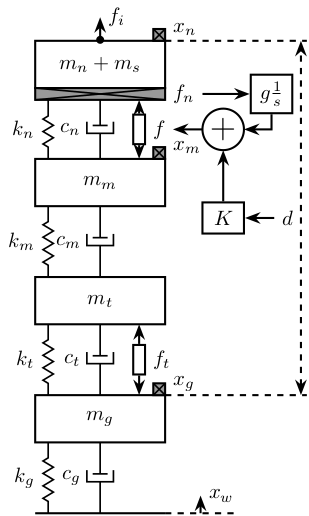 f_i
x_n
m_n + m_s
f_n
g 1/s
k_n
c_n
f
x_m
+
m_m
K
d
k_m
c_m
m_t
k_t
c_t
f_t
x_g
m_g
k_g
c_g
x_w